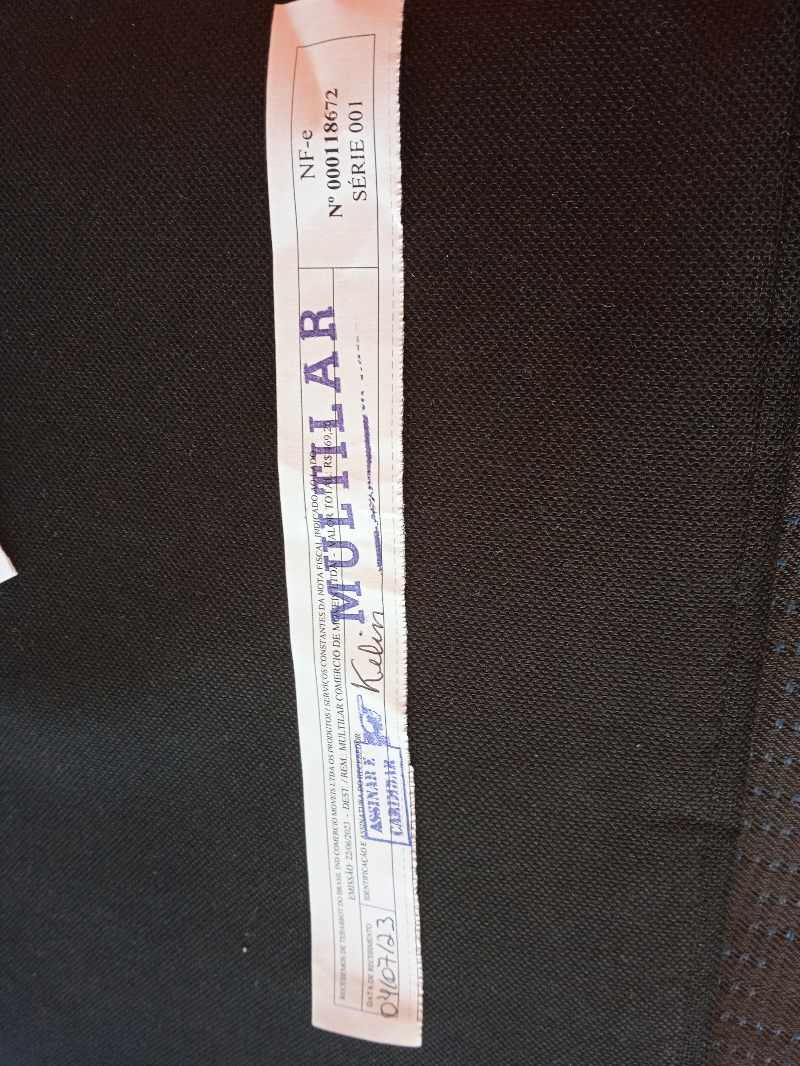 RECEBEMOS DE TEBARROT DO BRASIL IND COMERCIO MOVEIS LTDA OS PRODUTOS / SERVIÇOS CONSTANTES DA NOTA FISCAL INDICADO AO LADO
EMISSÃO: 22/06/2023 - DEST. / REM. MULTILAR COMERCIO DE MOVEIS LTDA - VALOR TOTAL: R$
MULTILAR
DATA DE RECEBIMENTO
04/07/23
IDENTIFICAÇÃO E ASSINATURA DO RECEBEDOR
ASSINAR E
CARIMBAR
Kelin
NF-e
Nº 000118672
SÉRIE 001